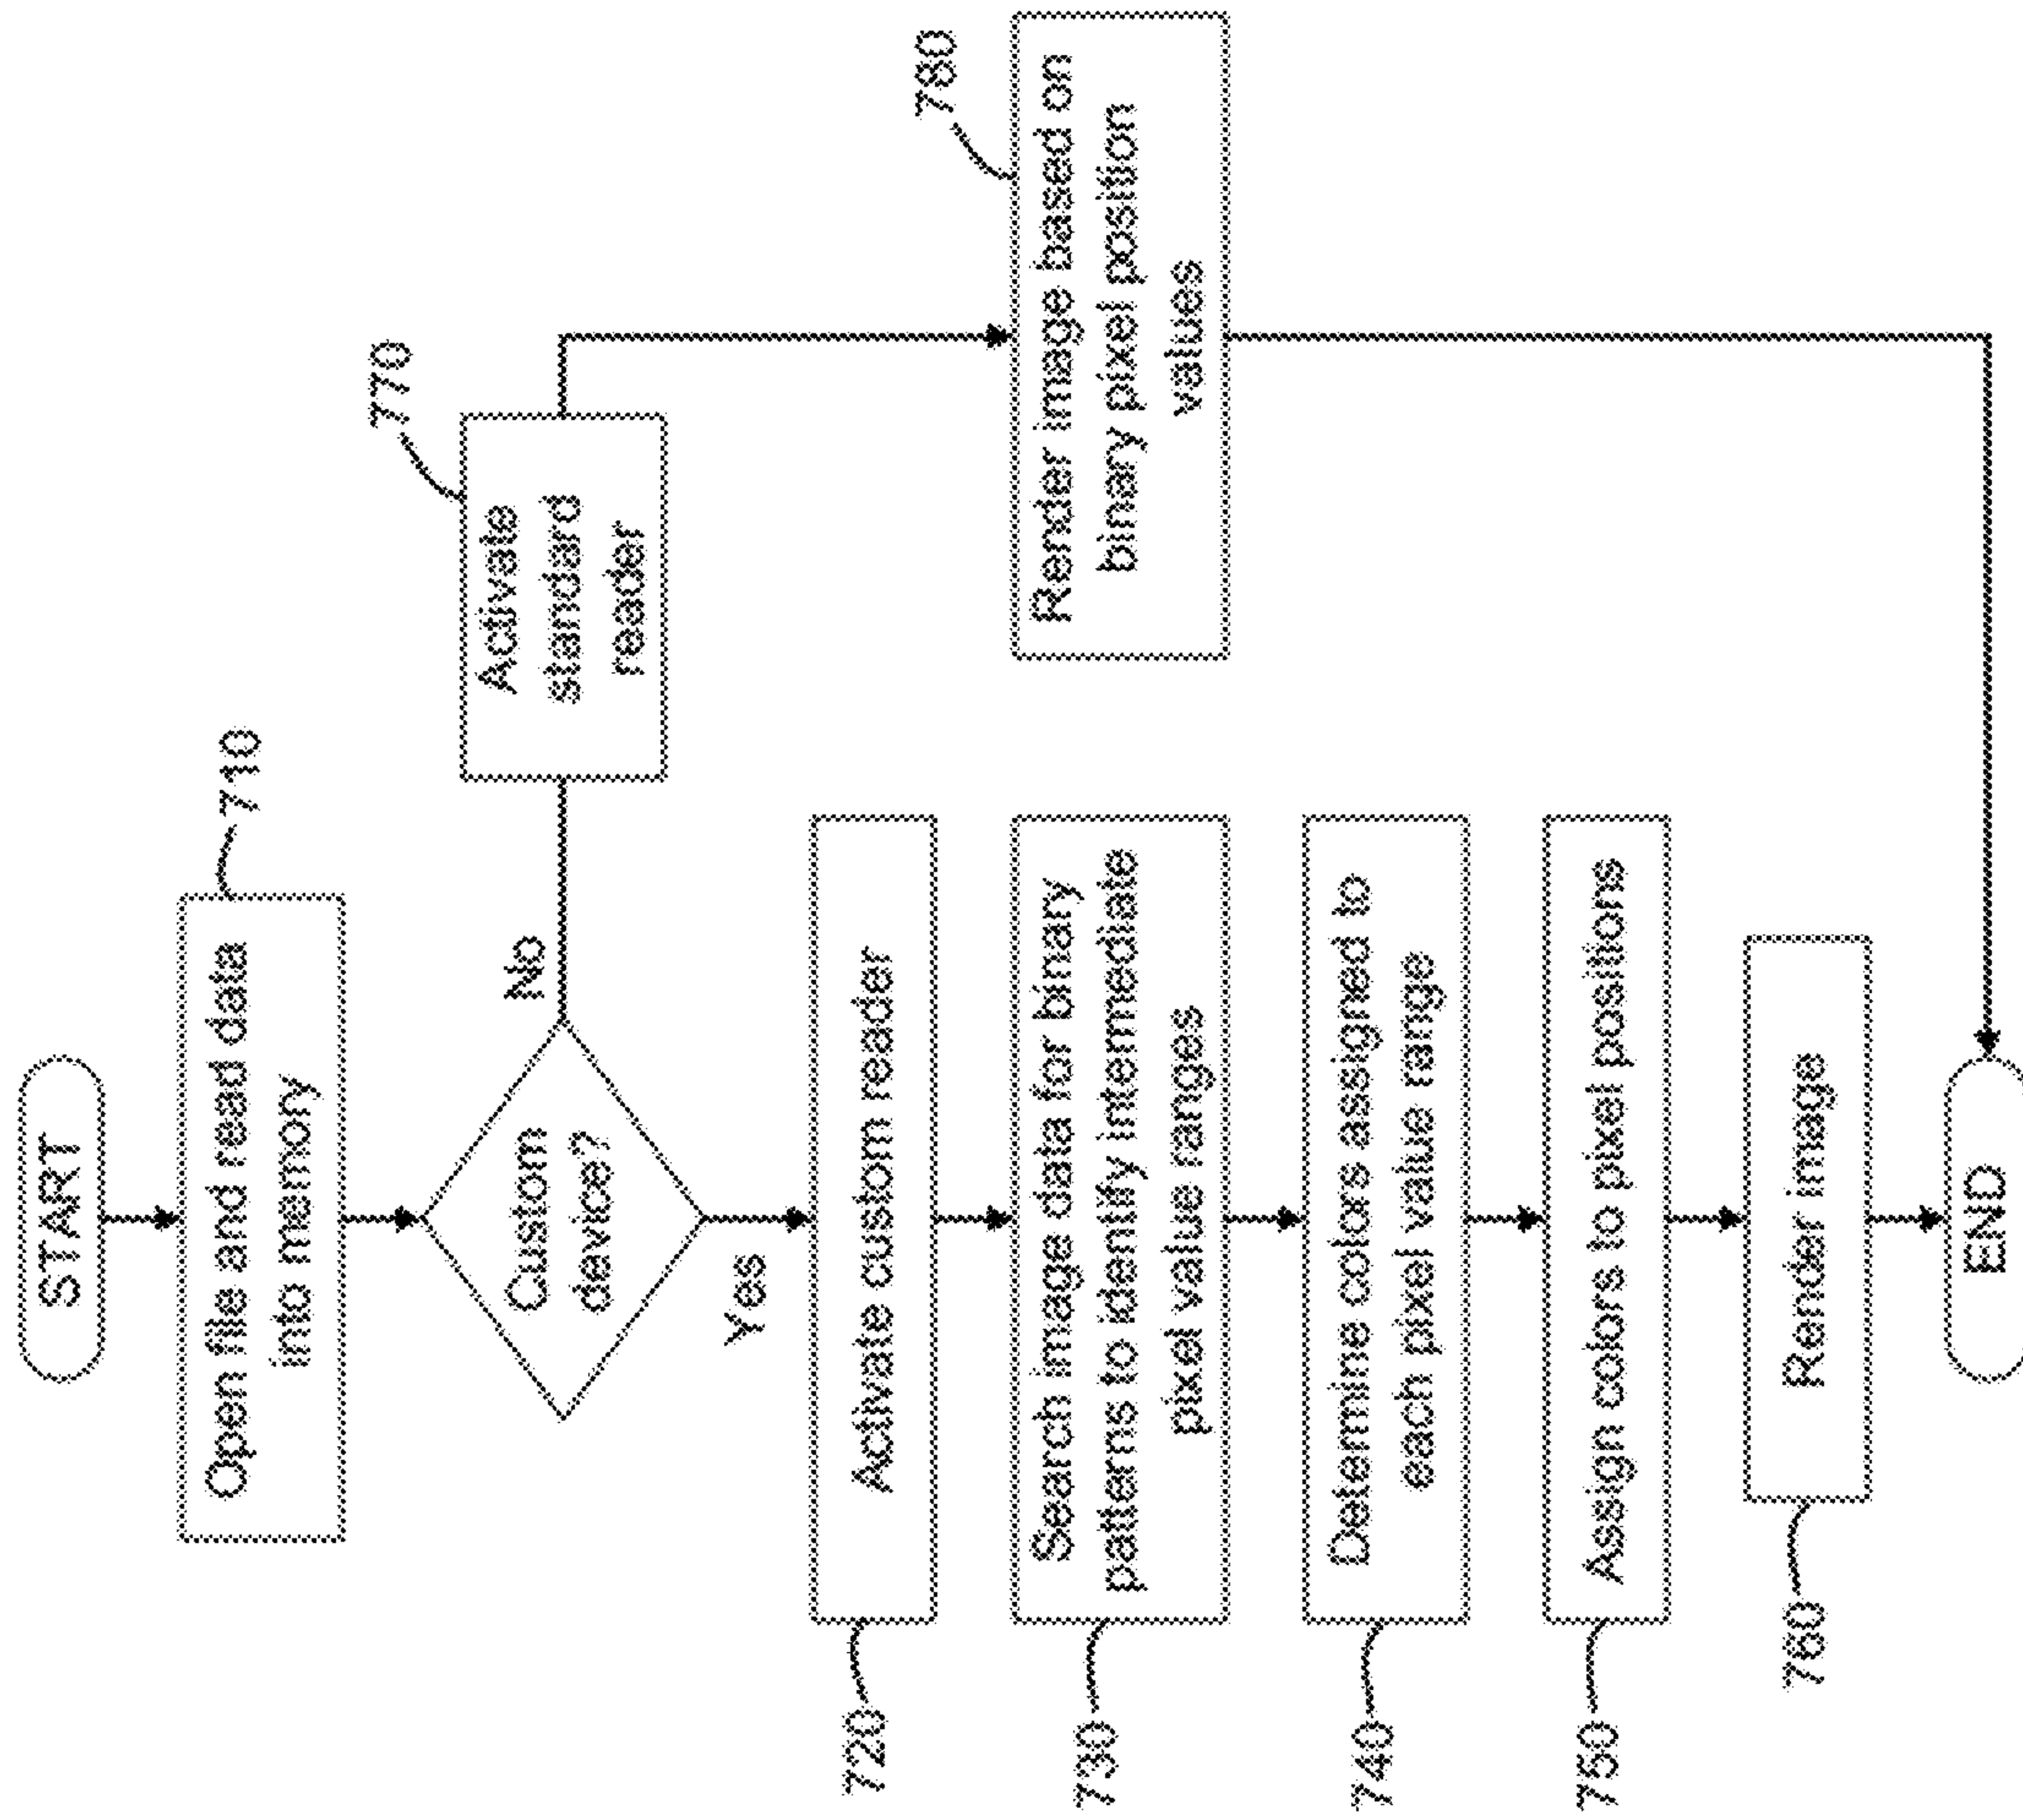 START
710
Open file and read data
into memory
Custom
device?
No
Yes
770
Activate
standard
reader
780
Render image based on
binary pixel position
values
720
Activate custom reader
730
Search image data for binary
patterns to identify intermediate
pixel value ranges
740
Determine colors assigned to
each pixel value range
750
Assign colors to pixel positions
760
Render image
END